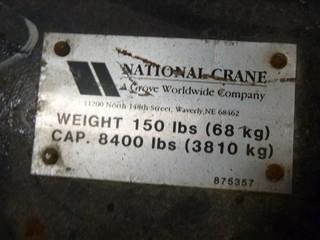 NATIONAL CRANE
A Grove Worldwide Company
11200 North 148th Street, Waverly, NE 68462
WEIGHT 150 lbs (68 kg)
CAP. 8400 lbs (3810 kg)
875357